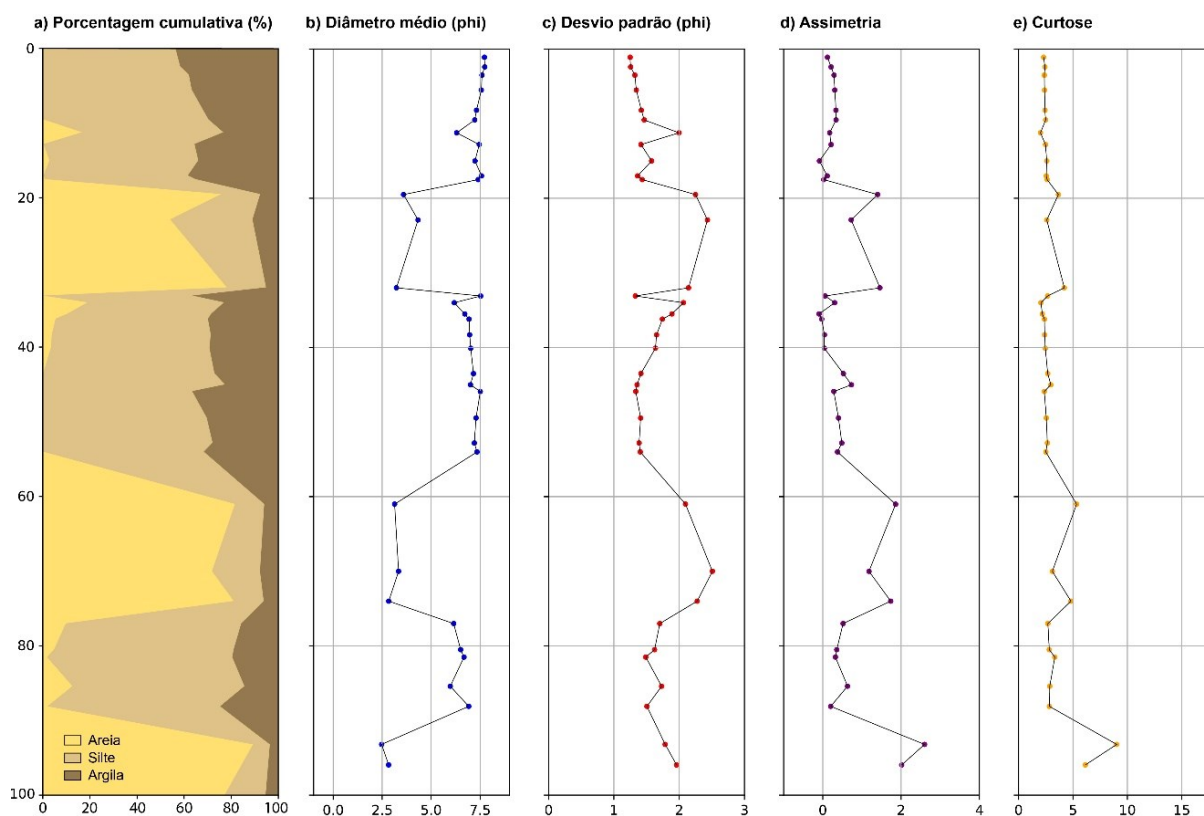 a) Porcentagem cumulativa (%)
b) Diâmetro médio (phi)
c) Desvio padrão (phi)
d) Assimetria
e) Curtose
0
20
40
60
80
100
Areia
Silte
Argila
0 20 40 60 80 100
0.0 2.5 5.0 7.5
0 1 2 3
0 2 4
0 5 10 15